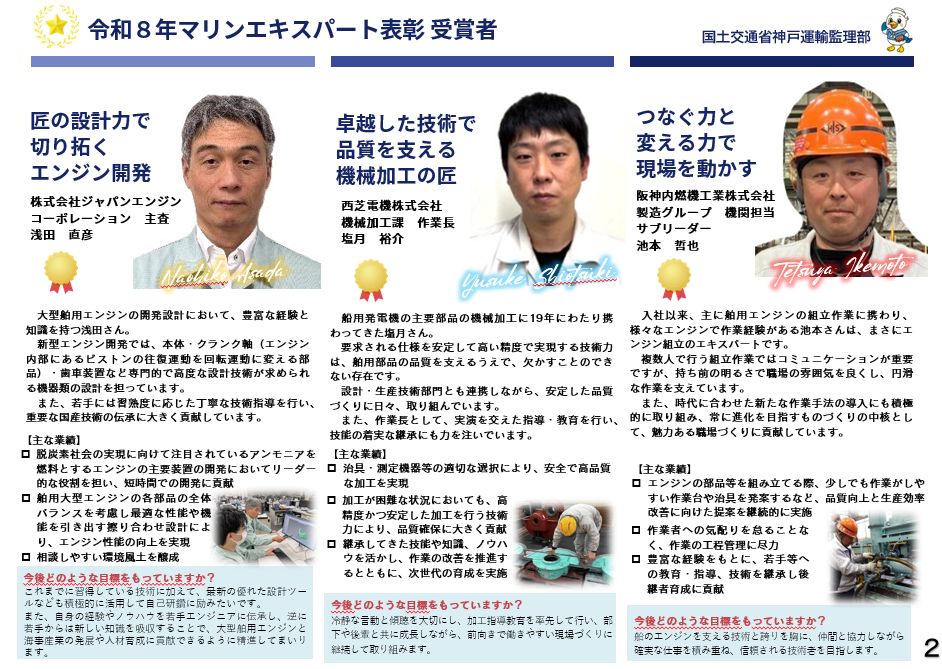 令和８年マリンエキスパート表彰 受賞者
国土交通省神戸運輸監理部
匠の設計力で
切り拓く
エンジン開発
株式会社ジャパンエンジン
コーポレーション　主査
浅田　直彦
Naohiko Asada
大型舶用エンジンの開発設計において、豊富な経験と
知識を持つ浅田さん。
新型エンジン開発では、本体・クランク軸（エンジン
内部にあるピストンの往復運動を回転運動に変える部
品）・歯車装置など専門的で高度な設計技術が求められ
る機器類の設計を担っています。
また、若手には習熟度に応じた丁寧な技術指導を行い、
重要な国産技術の伝承に大きく貢献しています。
【主な業績】
脱炭素社会の実現に向けて注目されているアンモニアを
燃料とするエンジンの主要装置の開発においてリーダー
的な役割を担い、短時間での開発に貢献
舶用大型エンジンの各部品の全体
バランスを考慮し最適な性能や機
能を引き出す擦り合わせ設計によ
り、エンジン性能の向上を実現
相談しやすい環境風土を醸成
今後どのような目標をもっていますか？
これまでに習得している技術に加えて、最新の優れた設計ツー
ルなども積極的に活用して自己研鑽に励みたいです。
また、自身の経験やノウハウを若手エンジニアに伝承し、逆に
若手からは新しい知識を吸収することで、大型舶用エンジンと
海事産業の発展や人材育成に貢献できるように精進してまいり
ます。
卓越した技術で
品質を支える
機械加工の匠
西芝電機株式会社
機械加工課　作業長
塩月　裕介
Yusuke Shiotsuki
船用発電機の主要部品の機械加工に19年にわたり携
わってきた塩月さん。
要求される仕様を安定して高い精度で実現する技術力
は、舶用部品の品質を支えるうえで、欠かすことのでき
ない存在です。
設計・生産技術部門とも連携しながら、安定した品質
づくりに日々、取り組んでいます。
また、作業長として、実演を交えた指導・教育を行い、
技能の着実な継承にも力を注いでいます。
【主な業績】
治具・測定機器等の適切な選択により、安全で高品質
な加工を実現
加工が困難な状況においても、高
精度かつ安定した加工を行う技術
力により、品質確保に大きく貢献
継承してきた技能や知識、ノウハ
ウを活かし、作業の改善を推進す
るとともに、次世代の育成を実施
今後どのような目標をもっていますか？
冷静な言動と傾聴を大切にし、加工指導教育を率先して行い、部
下や後輩と共に成長しながら、前向きで働きやすい現場づくりに
継続して取り組みます。
つなぐ力と
変える力で
現場を動かす
阪神内燃機工業株式会社
製造グループ　機関担当
サブリーダー
池本　哲也
Tetsuya Ikemoto
入社以来、主に舶用エンジンの組立作業に携わり、
様々なエンジンで作業経験がある池本さんは、まさにエ
ンジン組立のエキスパートです。
複数人で行う組立作業ではコミュニケーションが重要
ですが、持ち前の明るさで職場の雰囲気を良くし、円滑
な作業を支えています。
また、時代に合わせた新たな作業手法の導入にも積極
的に取り組み、常に進化を目指すものづくりの中核とし
て、魅力ある職場づくりに貢献しています。
【主な業績】
エンジンの部品等を組み立てる際、少しでも作業がしや
すい作業台や治具を発案するなど、品質向上と生産効率
改善に向けた提案を継続的に実施
作業者への気配りを怠ることな
く、作業の工程管理に尽力
豊富な経験をもとに、若手等へ
の教育・指導、技術を継承し後
継者育成に貢献
今後どのような目標をもっていますか？
船のエンジンを支える技術と誇りを胸に、仲間と協力しながら
確実な仕事を積み重ね、信頼される技術者を目指します。
2